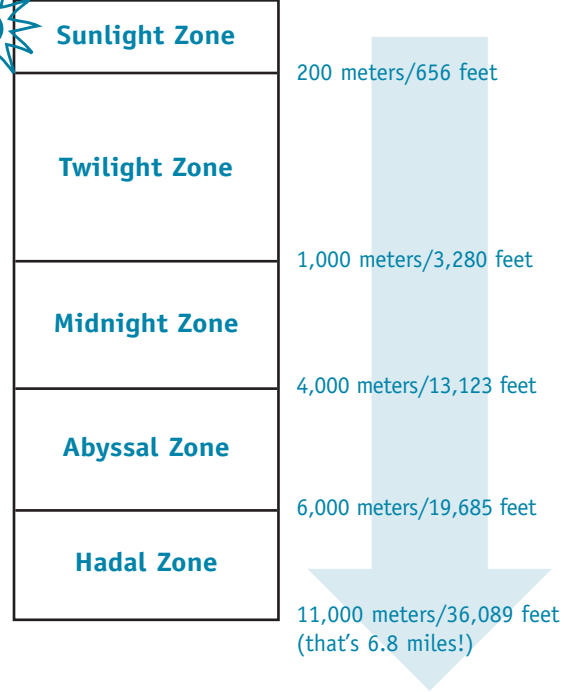 Sunlight Zone
200 meters/656 feet
Twilight Zone
1,000 meters/3,280 feet
Midnight Zone
4,000 meters/13,123 feet
Abyssal Zone
6,000 meters/19,685 feet
Hadal Zone
11,000 meters/36,089 feet
(that's 6.8 miles!)